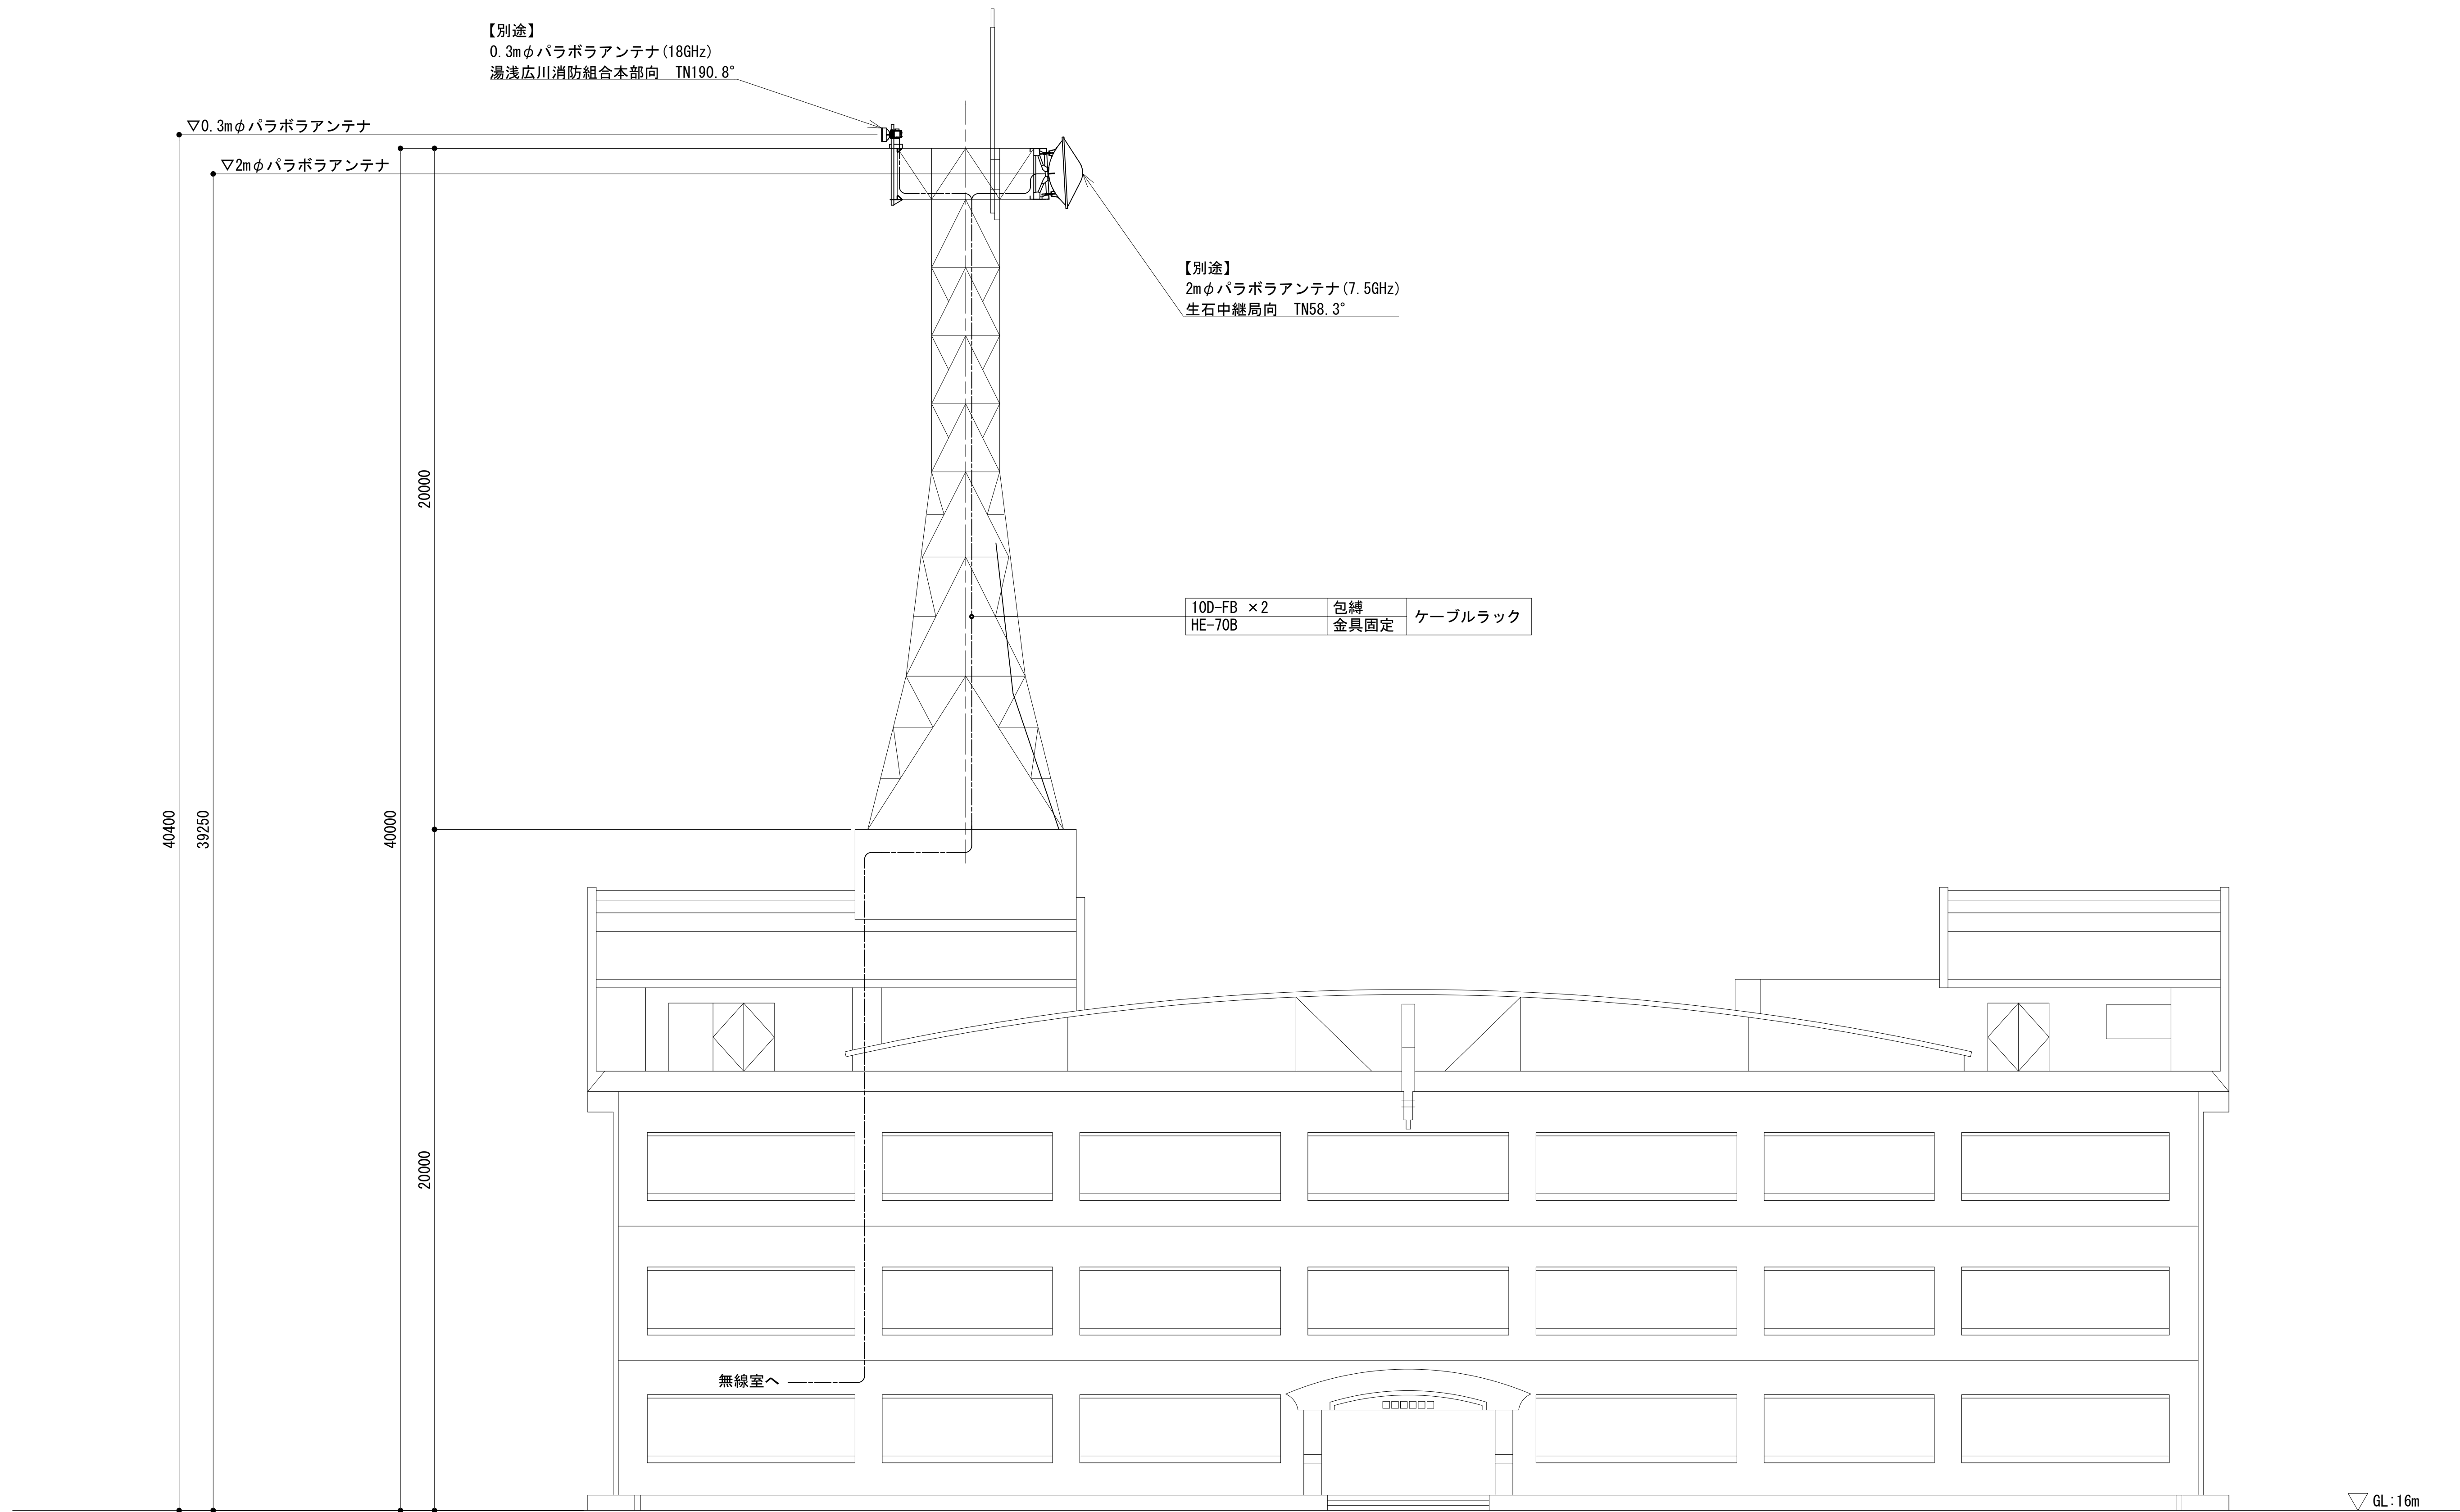 【別途】
0.3mφパラボラアンテナ(18GHz)
湯浅広川消防組合本部向　TN190.8°
▽0.3mφパラボラアンテナ
▽2mφパラボラアンテナ
【別途】
2mφパラボラアンテナ(7.5GHz)
生石中継局向　TN58.3°
20000
10D-FB ×2 包縛
ケーブルラック
HE-70B 金具固定
40400
39250
40000
20000
無線室へ
GL:16m